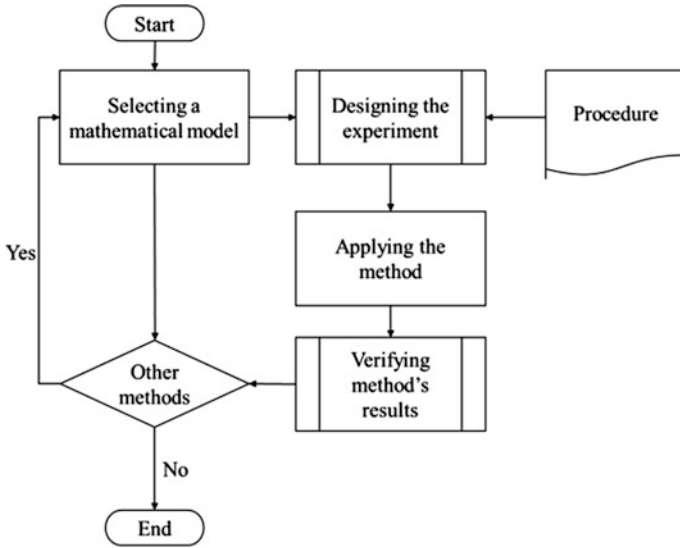 Start
Selecting a
mathematical model
Designing the
experiment
Procedure
Applying the
method
Yes
Verifying
method’s
results
Other
methods
No
End